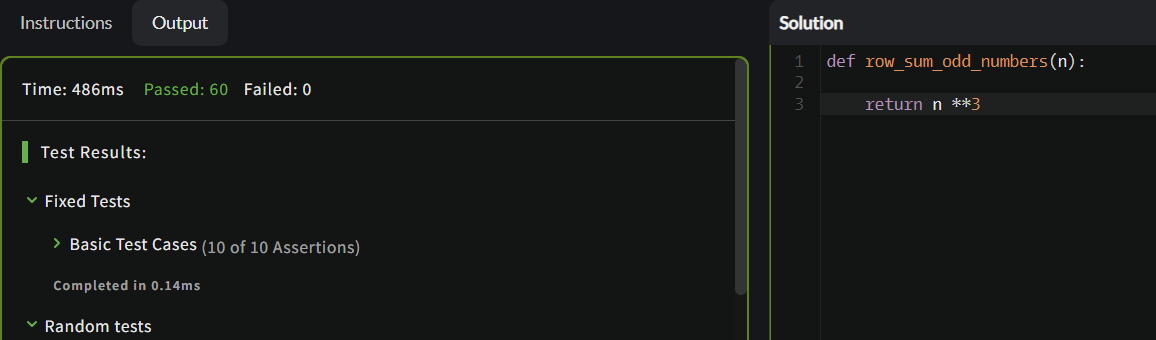 Instructions Output
Time: 486ms Passed: 60 Failed: 0
Test Results:
Fixed Tests
Basic Test Cases (10 of 10 Assertions)
Completed in 0.14ms
Random tests
Solution
1 def row_sum_odd_numbers(n):
2
3     return n **3